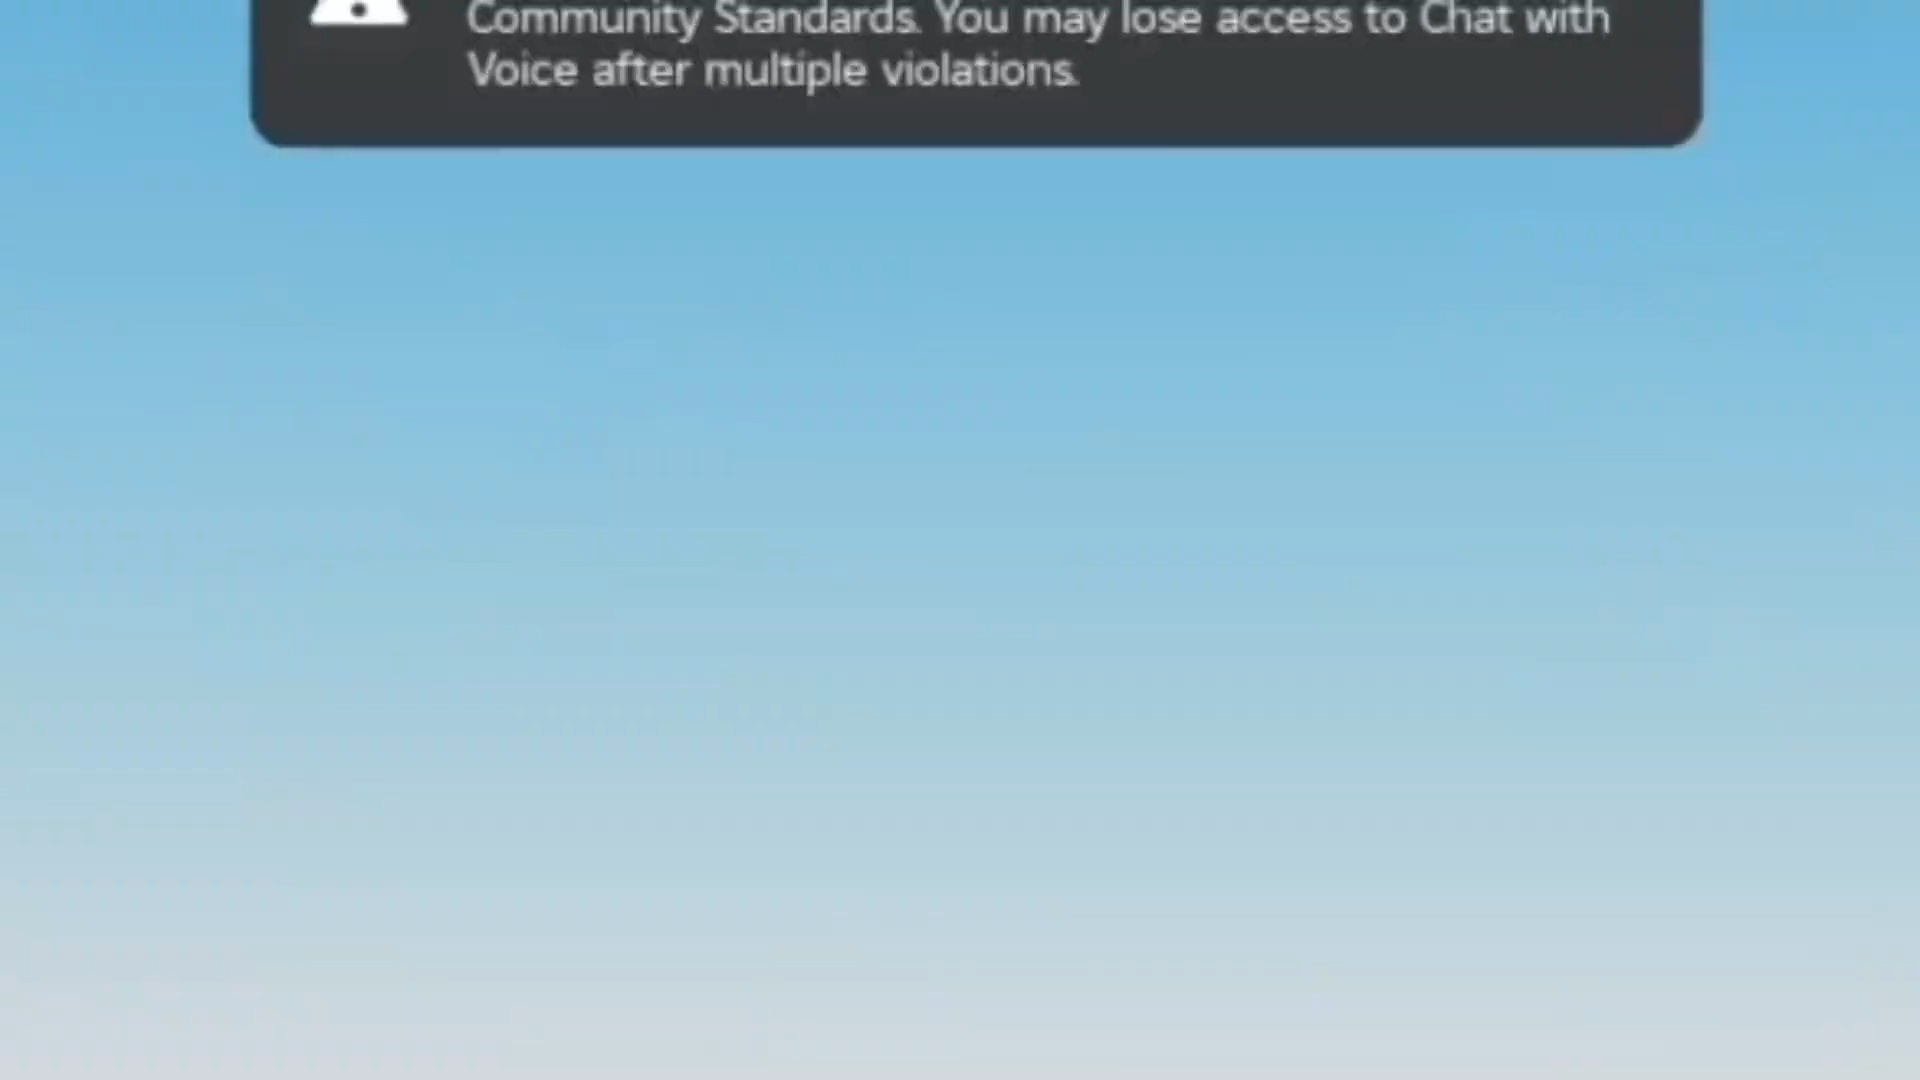 Community Standards. You may lose access to Chat with
Voice after multiple violations.